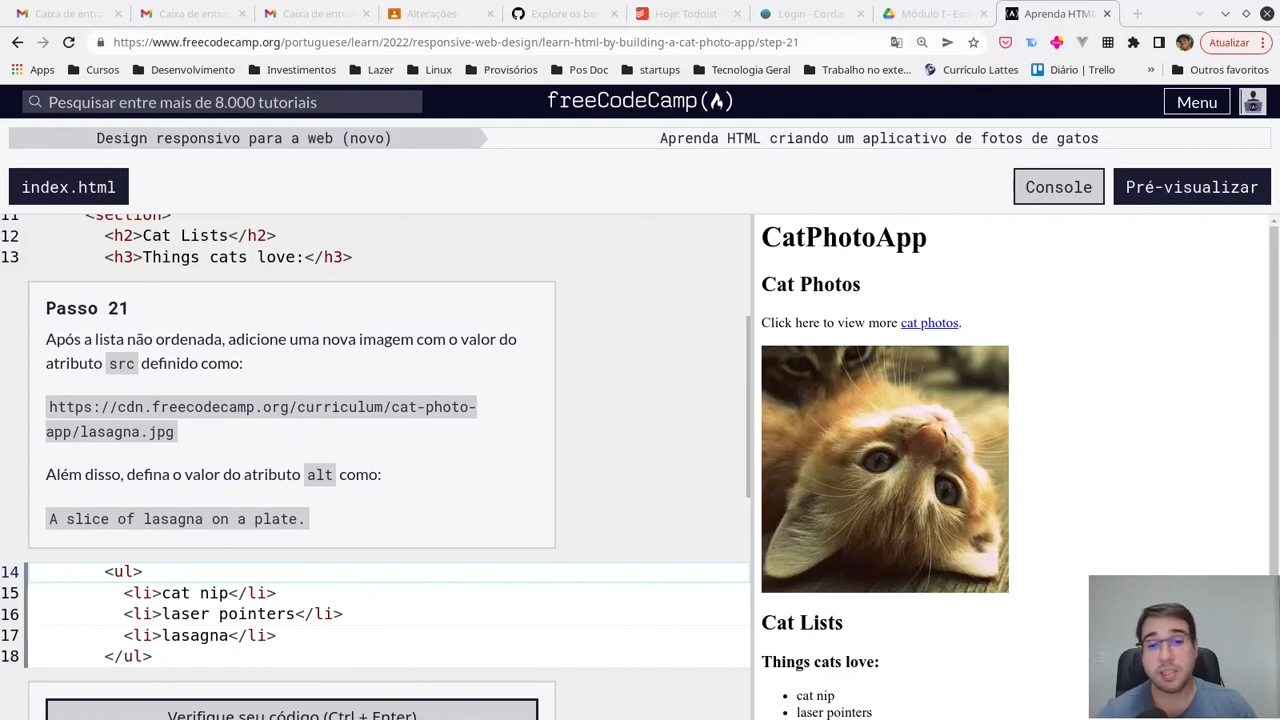 Caixa de entra
Caixa de entra
Caixa de entra
Alterações
Explore os be
Hoje: Todoist
Login - Corda
Módulo I - Esc
Aprenda HTML
https://www.freecodecamp.org/portuguese/learn/2022/responsive-web-design/learn-html-by-building-a-cat-photo-app/step-21
Atualizar
Apps
Cursos
Desenvolvimento
Investimentos
Lazer
Linux
Provisórios
Pos Doc
startups
Tecnologia Geral
Trabalho no exte...
Currículo Lattes
Diário | Trello
»
Outros favoritos
Pesquisar entre mais de 8.000 tutoriais
freeCodeCamp
Menu
Design responsivo para a web (novo)
Aprenda HTML criando um aplicativo de fotos de gatos
index.html
Console
Pré-visualizar
11 <section>
12 <h2>Cat Lists</h2>
13 <h3>Things cats love:</h3>
Passo 21
Após a lista não ordenada, adicione uma nova imagem com o valor do
atributo src definido como:
https://cdn.freecodecamp.org/curriculum/cat-photo-
app/lasagna.jpg
Além disso, defina o valor do atributo alt como:
A slice of lasagna on a plate.
14 <ul>
15 <li>cat nip</li>
16 <li>laser pointers</li>
17 <li>lasagna</li>
18 </ul>
Verifique seu código (Ctrl + Enter)
CatPhotoApp
Cat Photos
Click here to view more cat photos.
Cat Lists
Things cats love:
• cat nip
• laser pointers